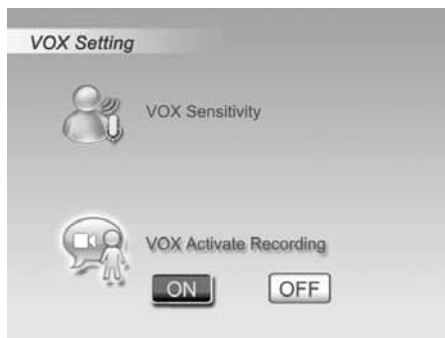 VOX Setting
VOX Sensitivity
VOX Activate Recording
ON OFF